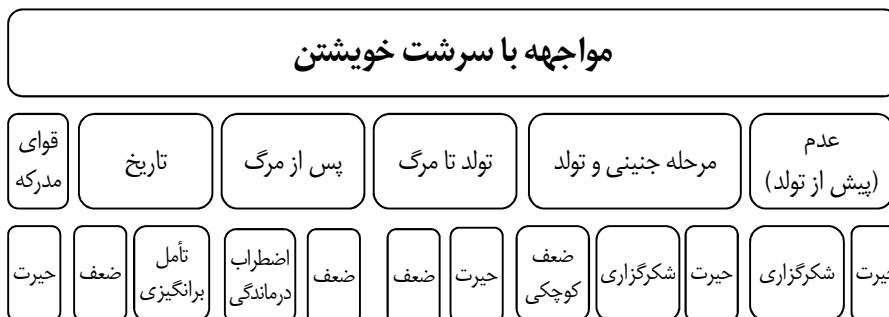 مواجهه با سرشت خویشتن
عدم
(پیش از تولد)
مرحله جنینی و تولد
تولد تا مرگ
پس از مرگ
تاریخ
قوای
مدرکه
حیرت
شکرگزاری
حیرت
شکرگزاری
ضعف
کوچکی
حیرت
ضعف
ضعف
اضطراب
درماندگی
تأمل
برانگیزی
ضعف
حیرت